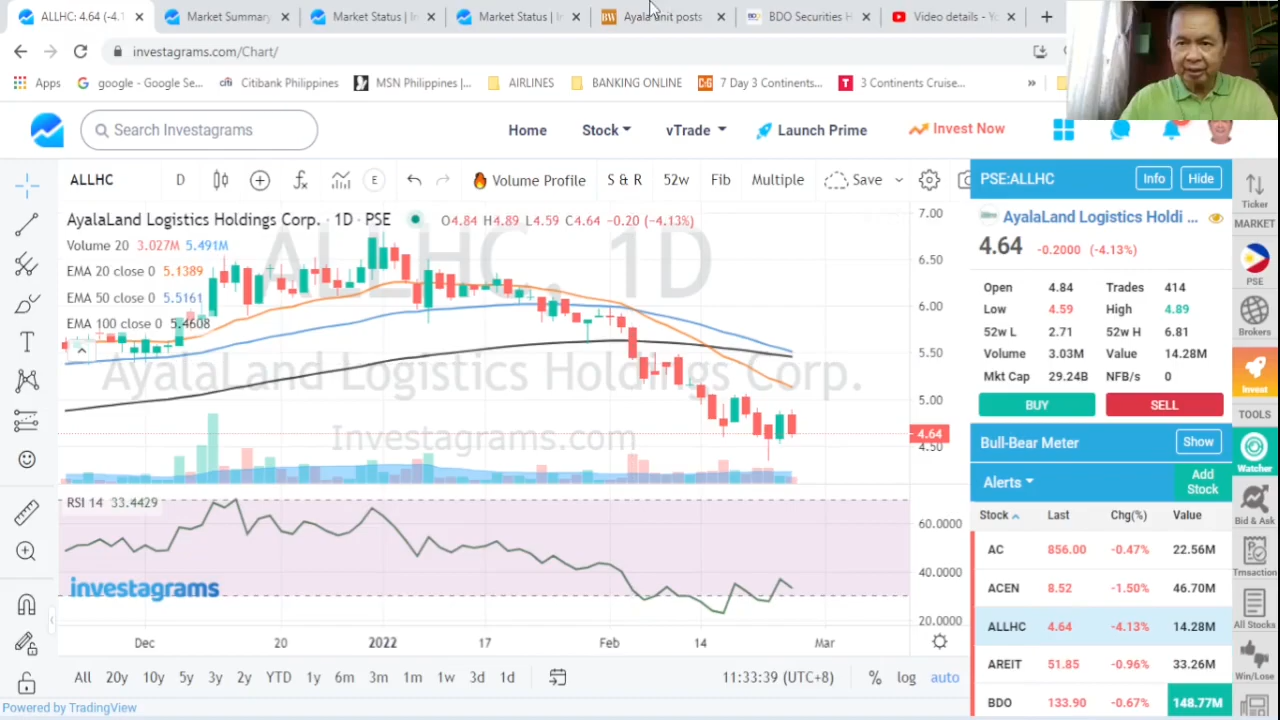 ALLHC: 4.64 (-4.1
Market Summary
Market Status | In
Market Status | I
Ayala unit posts
BDO Securities H
Video details - Yo
investagrams.com/Chart/
Apps
google - Google Se...
Citibank Philippines
MSN Philippines |...
AIRLINES
BANKING ONLINE
7 Day 3 Continents...
3 Continents Cruise...
»
Search Investagrams
Home
Stock
vTrade
Launch Prime
Invest Now
ALLHC
D
E
Volume Profile
S & R
52w
Fib
Multiple
Save
AyalaLand Logistics Holdings Corp. · 1D · PSE
O4.84 H4.89 L4.59 C4.64 -0.20 (-4.13%)
Volume 20 3.027M 5.491M
EMA 20 close 0 5.1389
EMA 50 close 0 5.5161
EMA 100 close 0 5.4608
ALLHC 1D
AyalaLand Logistics Holdings Corp.
Investagrams.com
7.00
6.50
6.00
5.50
5.00
4.64
4.50
RSI 14 33.4429
investagrams
60.0000
40.0000
20.0000
Dec
20
2022
17
Feb
14
Mar
All
20y
10y
5y
3y
2y
YTD
1y
6m
3m
1m
1w
3d
1d
11:33:39 (UTC+8)
%
log
auto
Powered by TradingView
PSE:ALLHC
Info
Hide
AyalaLand Logistics Holdi ...
4.64 -0.2000 (-4.13%)
Open 4.84 Trades 414
Low 4.59 High 4.89
52w L 2.71 52w H 6.81
Volume 3.03M Value 14.28M
Mkt Cap 29.24B NFB/s 0
BUY
SELL
Bull-Bear Meter
Show
Alerts
Add
Stock
Stock Last Chg(%) Value
AC 856.00 -0.47% 22.56M
ACEN 8.52 -1.50% 46.70M
ALLHC 4.64 -4.13% 14.28M
AREIT 51.85 -0.96% 33.26M
BDO 133.90 -0.67% 148.77M
Ticker
MARKET
PSE
Brokers
Invest
TOOLS
Watcher
Bid & Ask
Trnsaction
All Stocks
Win/Lose